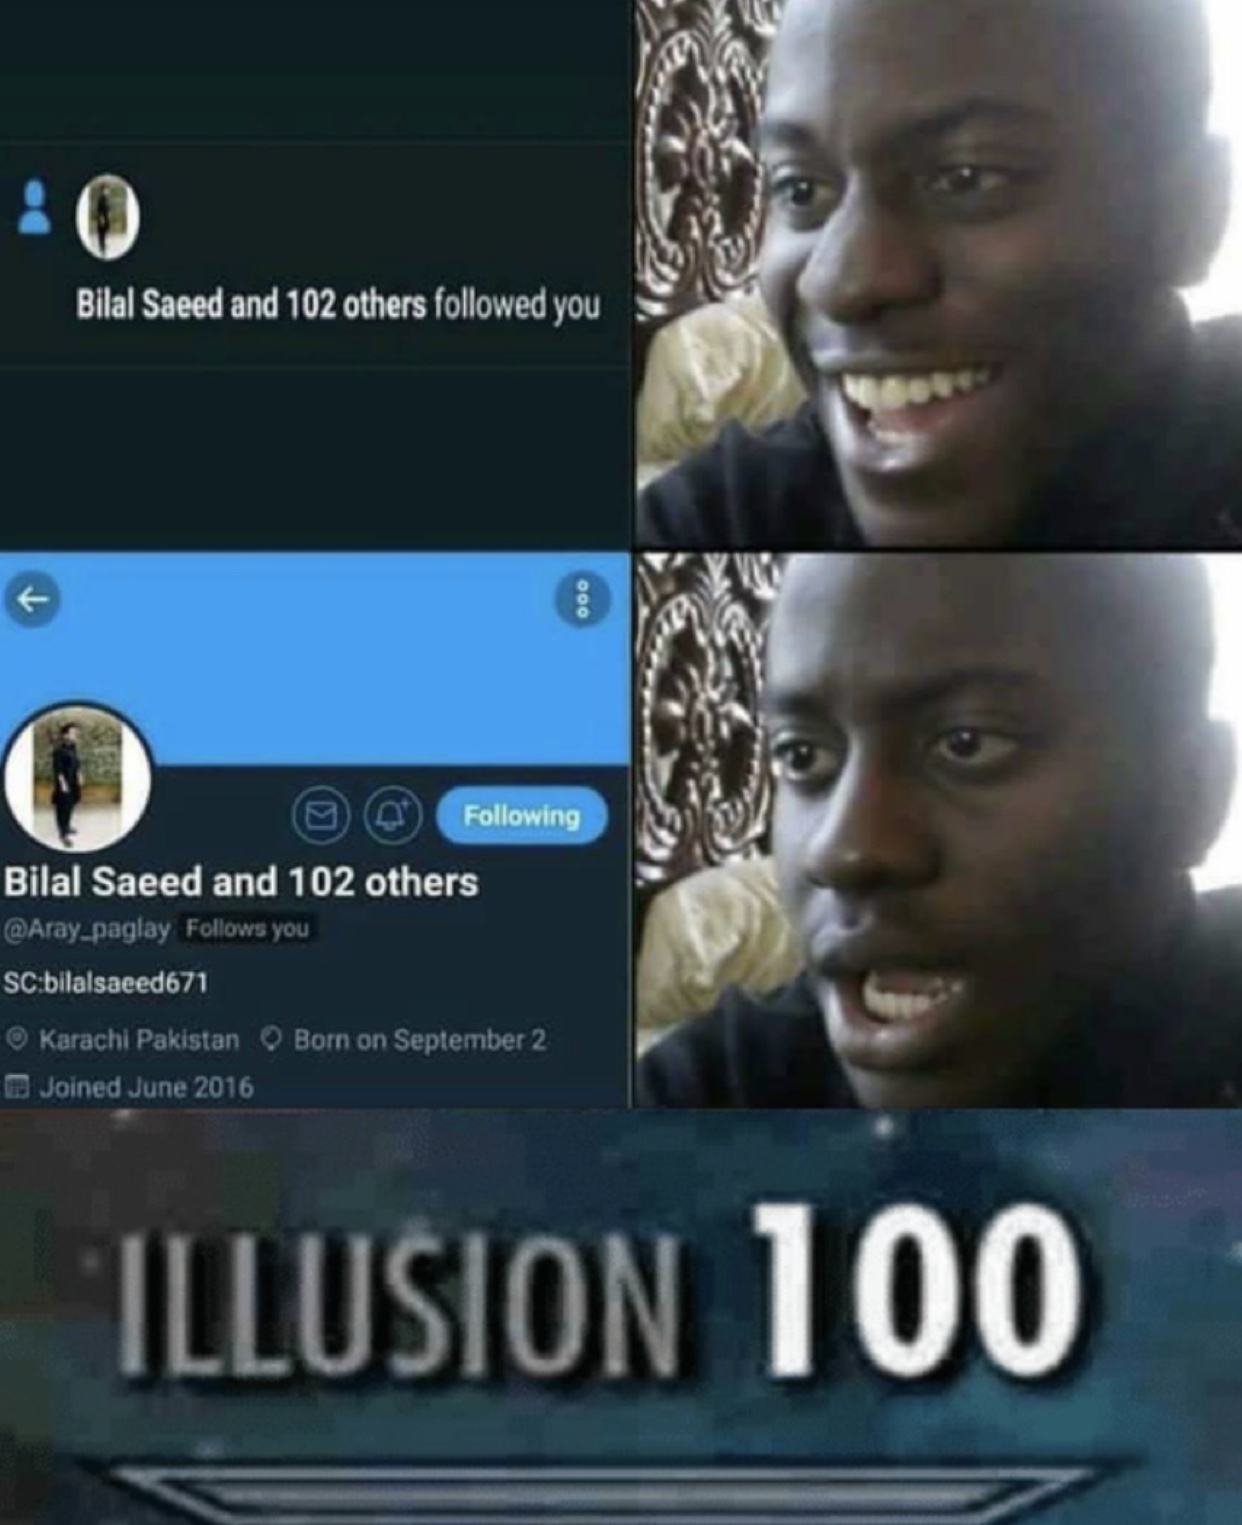 Bilal Saeed and 102 others followed you
Following
Bilal Saeed and 102 others
@Aray_paglay Follows you
SC:bilalsaeed671
Karachi Pakistan Born on September 2
Joined June 2016
ILLUSION 100